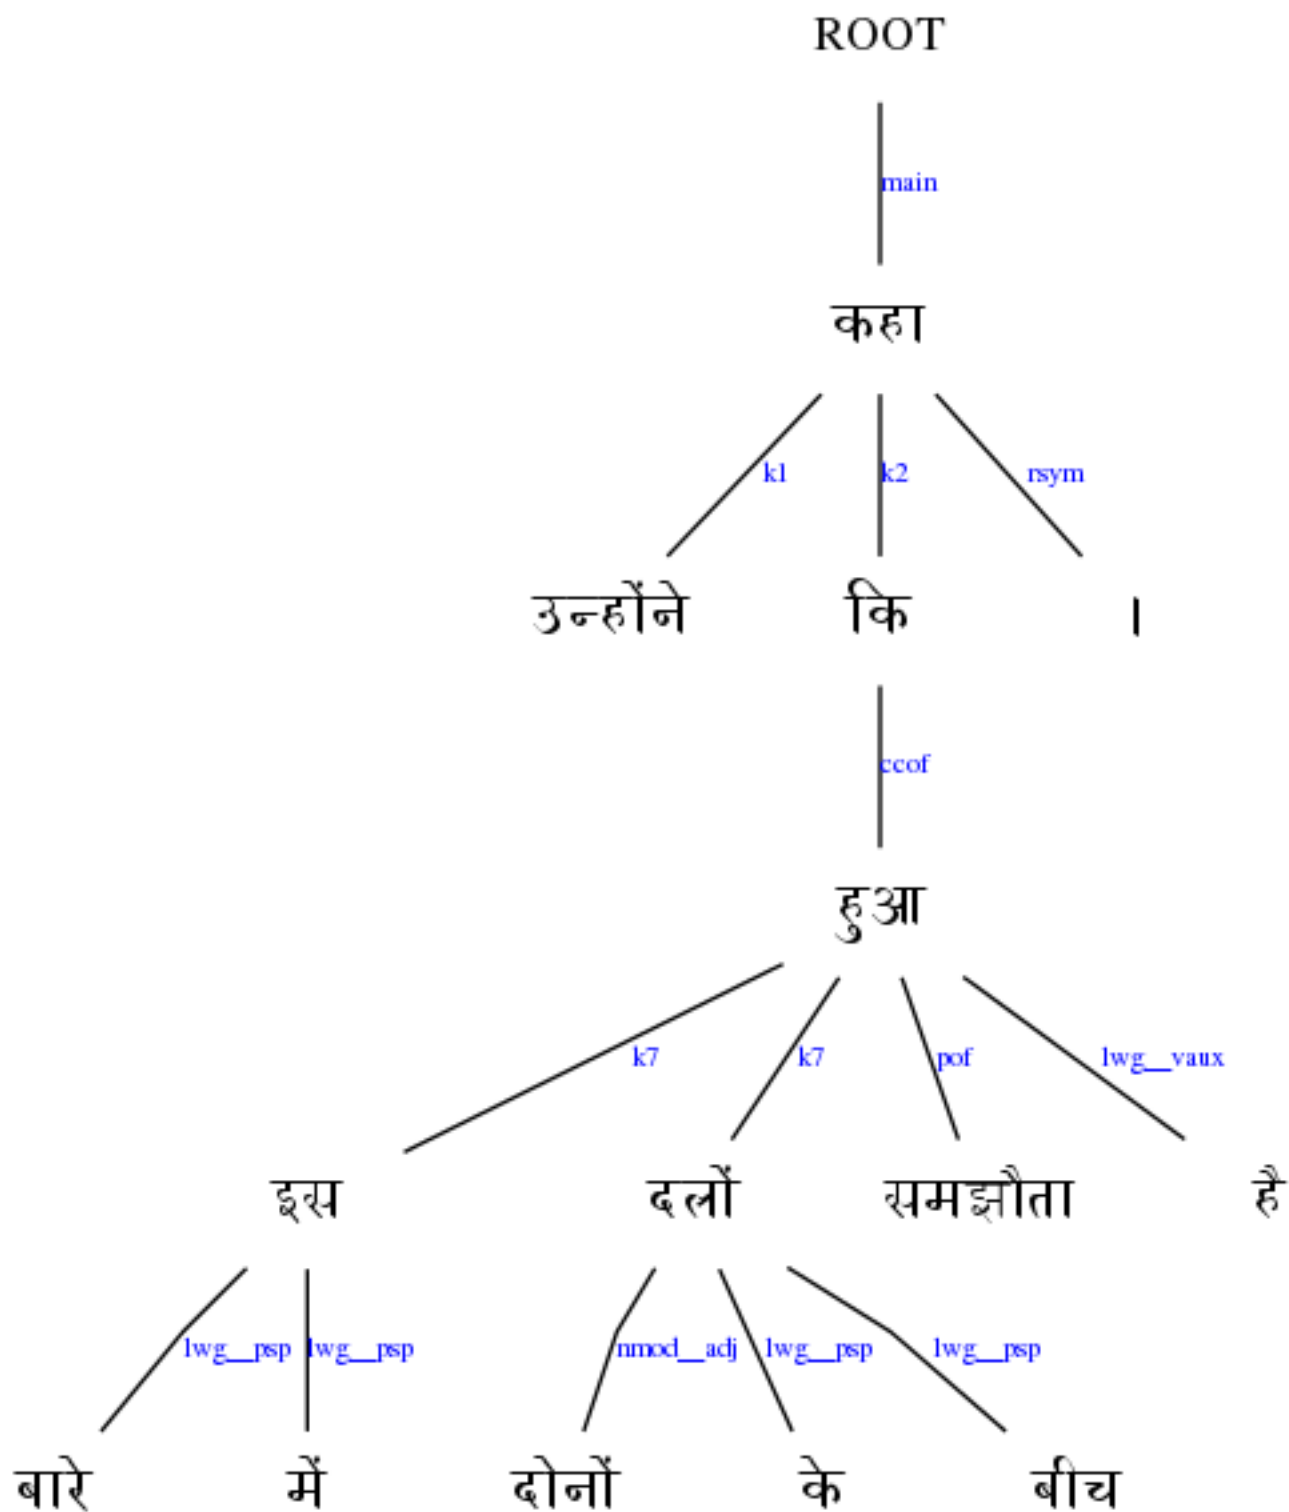 ROOT
main
कहा
k1 k2 rsym
उन्होंने कि ।
ccof
हुआ
k7 k7 pof lwg__vaux
इस दलों समझौता है
lwg__psp lwg__psp nmod__adj lwg__psp lwg__psp
बारे में दोनों के बीच